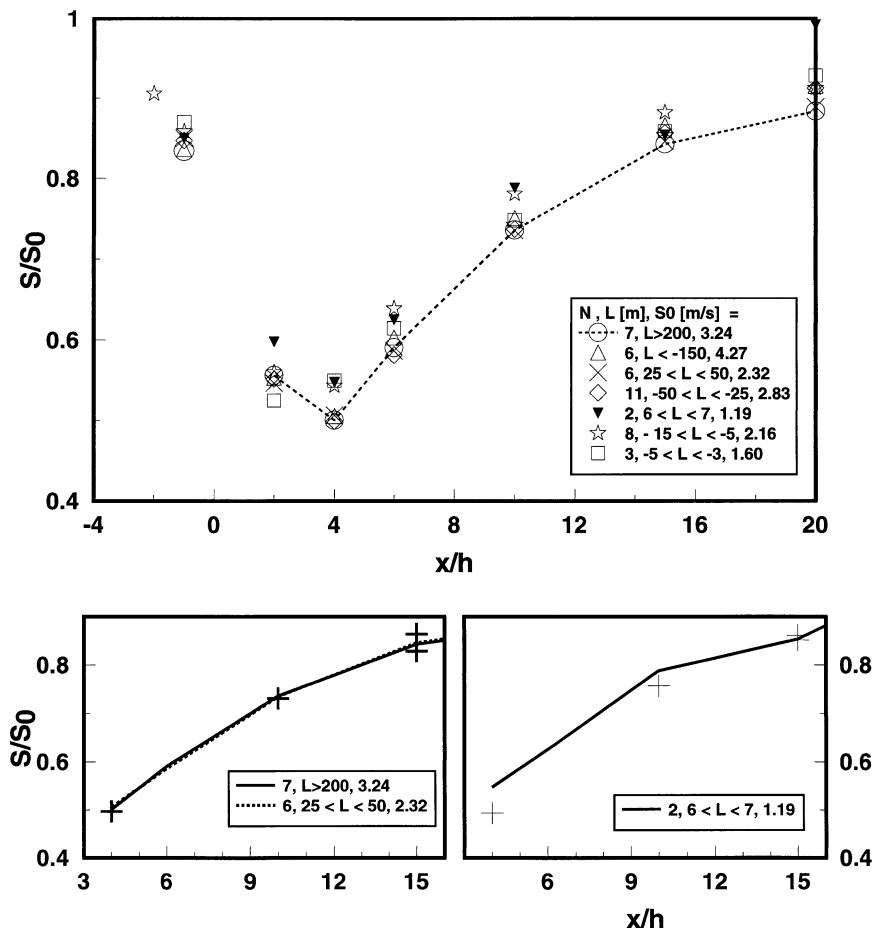 1
0.8
0.6
0.4
S/S0
-4 0 4 8 12 16 20
x/h
N , L [m], S0 [m/s] =
7, L>200, 3.24
6, L < -150, 4.27
6, 25 < L < 50, 2.32
11, -50 < L < -25, 2.83
2, 6 < L < 7, 1.19
8, - 15 < L < -5, 2.16
3, -5 < L < -3, 1.60
0.8
0.6
0.4
S/S0
3 6 9 12 15
7, L>200, 3.24
6, 25 < L < 50, 2.32
0.8
0.6
0.4
6 9 12 15
2, 6 < L < 7, 1.19
x/h